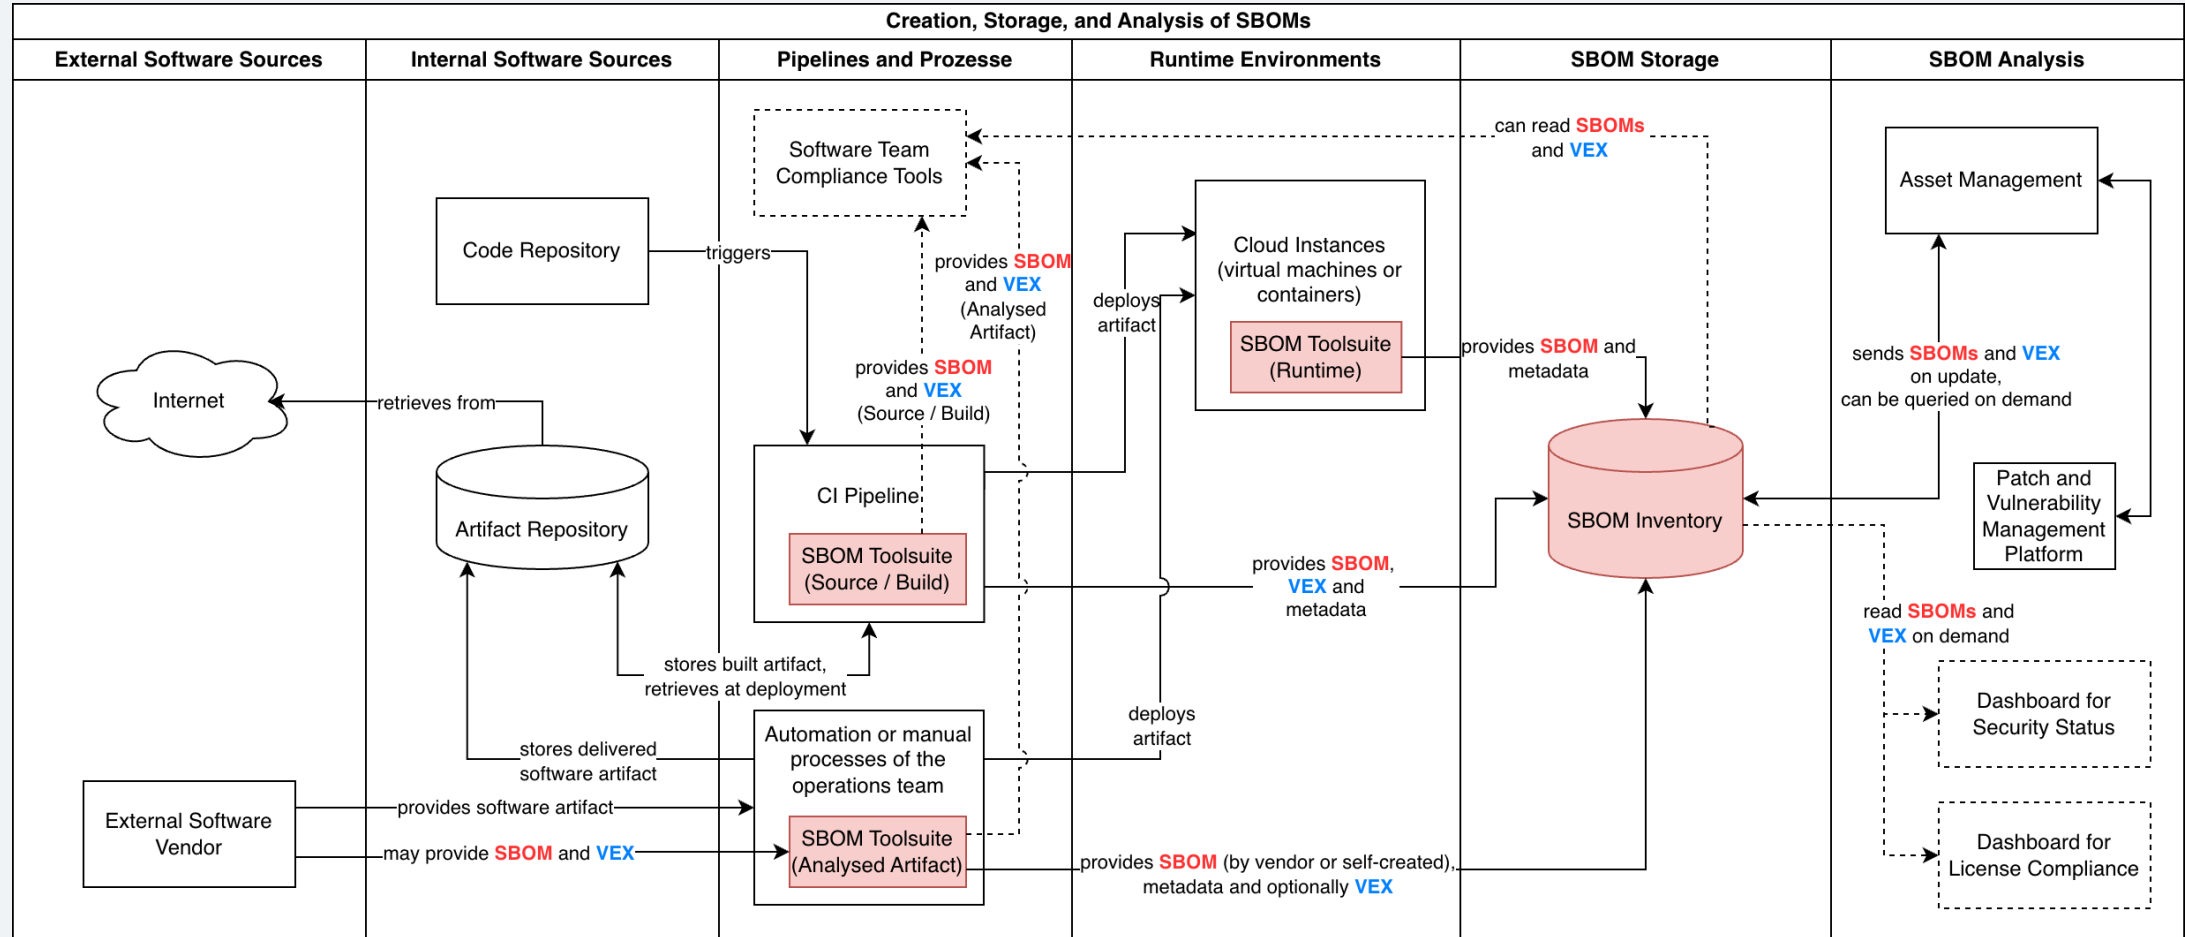 Creation, Storage, and Analysis of SBOMs
External Software Sources
Internal Software Sources
Pipelines and Prozesse
Runtime Environments
SBOM Storage
SBOM Analysis
Internet
External Software
Vendor
Code Repository
retrieves from
Artifact Repository
triggers
stores built artifact,
retrieves at deployment
stores delivered
software artifact
provides software artifact
may provide SBOM and VEX
Software Team
Compliance Tools
provides SBOM
and VEX
(Analysed
Artifact)
provides SBOM
and VEX
(Source / Build)
CI Pipeline
SBOM Toolsuite
(Source / Build)
Automation or manual
processes of the
operations team
SBOM Toolsuite
(Analysed Artifact)
deploys
artifact
Cloud Instances
(virtual machines or
containers)
SBOM Toolsuite
(Runtime)
provides SBOM,
VEX and
metadata
deploys
artifact
provides SBOM (by vendor or self-created),
metadata and optionally VEX
can read SBOMs
and VEX
provides SBOM and
metadata
SBOM Inventory
Asset Management
sends SBOMs and VEX
on update,
can be queried on demand
Patch and
Vulnerability
Management
Platform
read SBOMs and
VEX on demand
Dashboard for
Security Status
Dashboard for
License Compliance